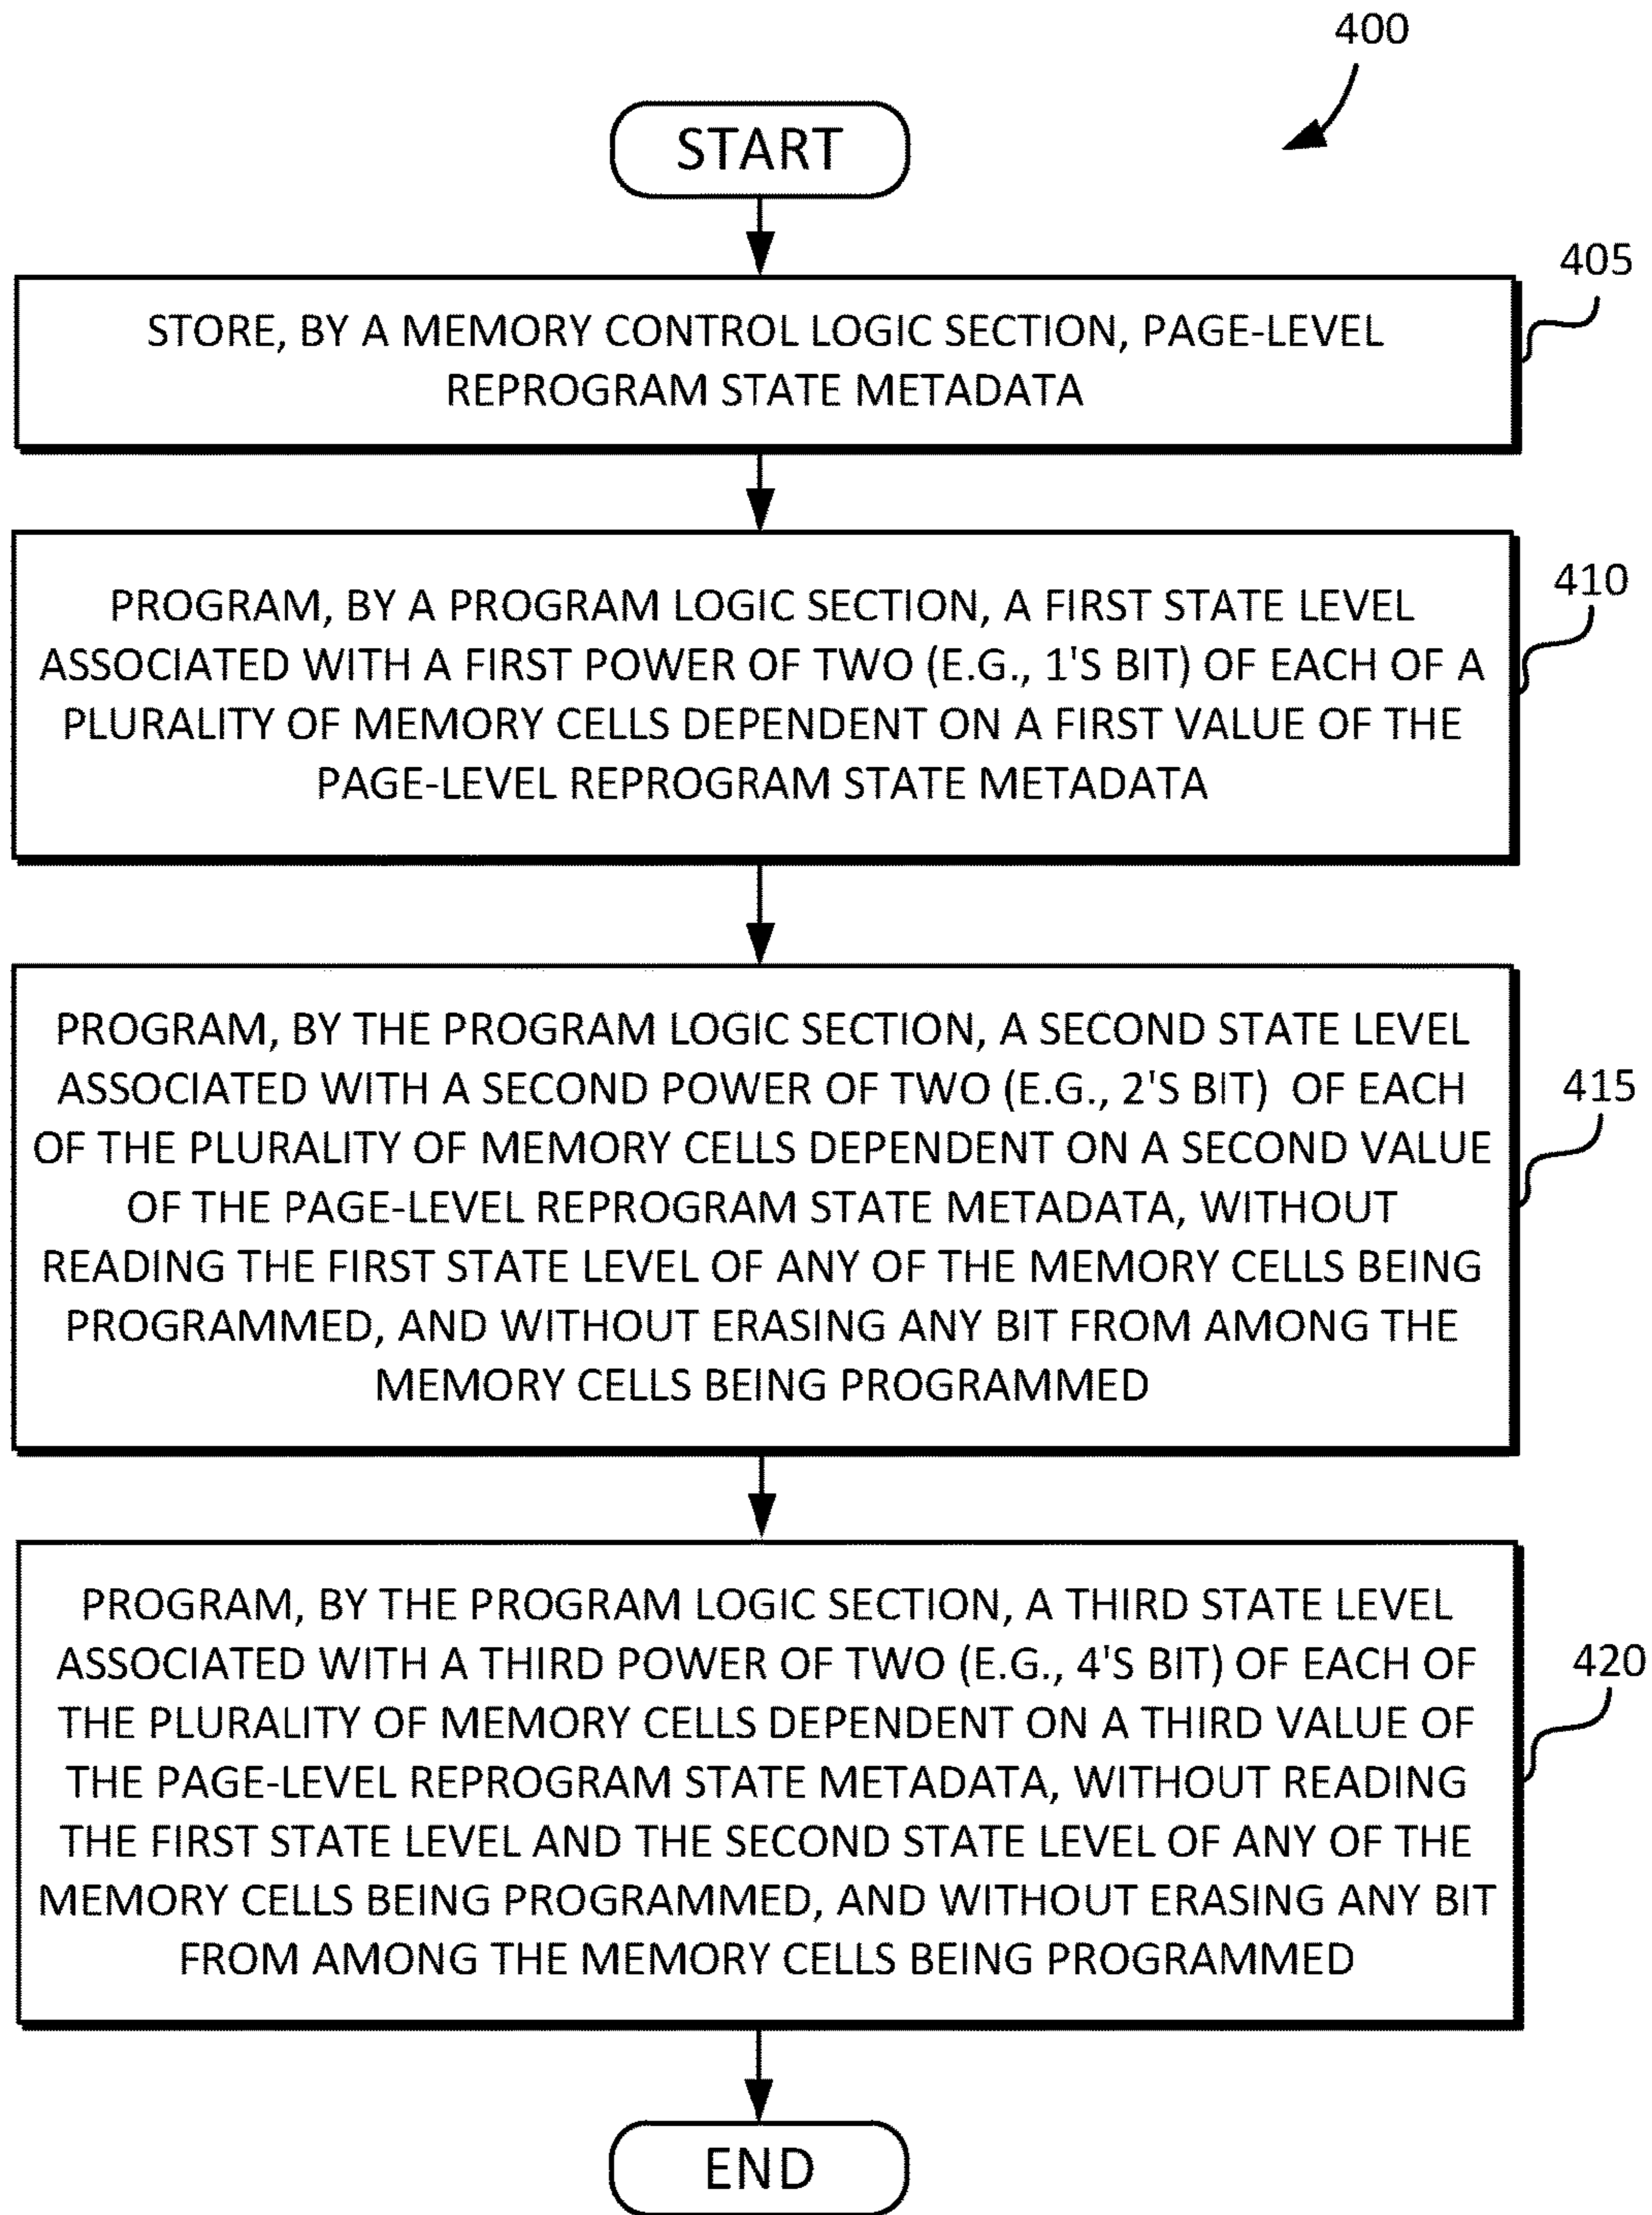 400
START
405
STORE, BY A MEMORY CONTROL LOGIC SECTION, PAGE-LEVEL
REPROGRAM STATE METADATA
410
PROGRAM, BY A PROGRAM LOGIC SECTION, A FIRST STATE LEVEL
ASSOCIATED WITH A FIRST POWER OF TWO (E.G., 1'S BIT) OF EACH OF A
PLURALITY OF MEMORY CELLS DEPENDENT ON A FIRST VALUE OF THE
PAGE-LEVEL REPROGRAM STATE METADATA
415
PROGRAM, BY THE PROGRAM LOGIC SECTION, A SECOND STATE LEVEL
ASSOCIATED WITH A SECOND POWER OF TWO (E.G., 2'S BIT) OF EACH
OF THE PLURALITY OF MEMORY CELLS DEPENDENT ON A SECOND VALUE
OF THE PAGE-LEVEL REPROGRAM STATE METADATA, WITHOUT
READING THE FIRST STATE LEVEL OF ANY OF THE MEMORY CELLS BEING
PROGRAMMED, AND WITHOUT ERASING ANY BIT FROM AMONG THE
MEMORY CELLS BEING PROGRAMMED
420
PROGRAM, BY THE PROGRAM LOGIC SECTION, A THIRD STATE LEVEL
ASSOCIATED WITH A THIRD POWER OF TWO (E.G., 4'S BIT) OF EACH OF
THE PLURALITY OF MEMORY CELLS DEPENDENT ON A THIRD VALUE OF
THE PAGE-LEVEL REPROGRAM STATE METADATA, WITHOUT READING
THE FIRST STATE LEVEL AND THE SECOND STATE LEVEL OF ANY OF THE
MEMORY CELLS BEING PROGRAMMED, AND WITHOUT ERASING ANY BIT
FROM AMONG THE MEMORY CELLS BEING PROGRAMMED
END